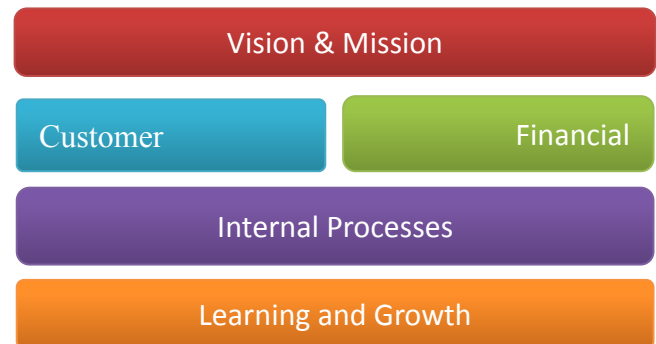 Vision & Mission
Customer
Financial
Internal Processes
Learning and Growth